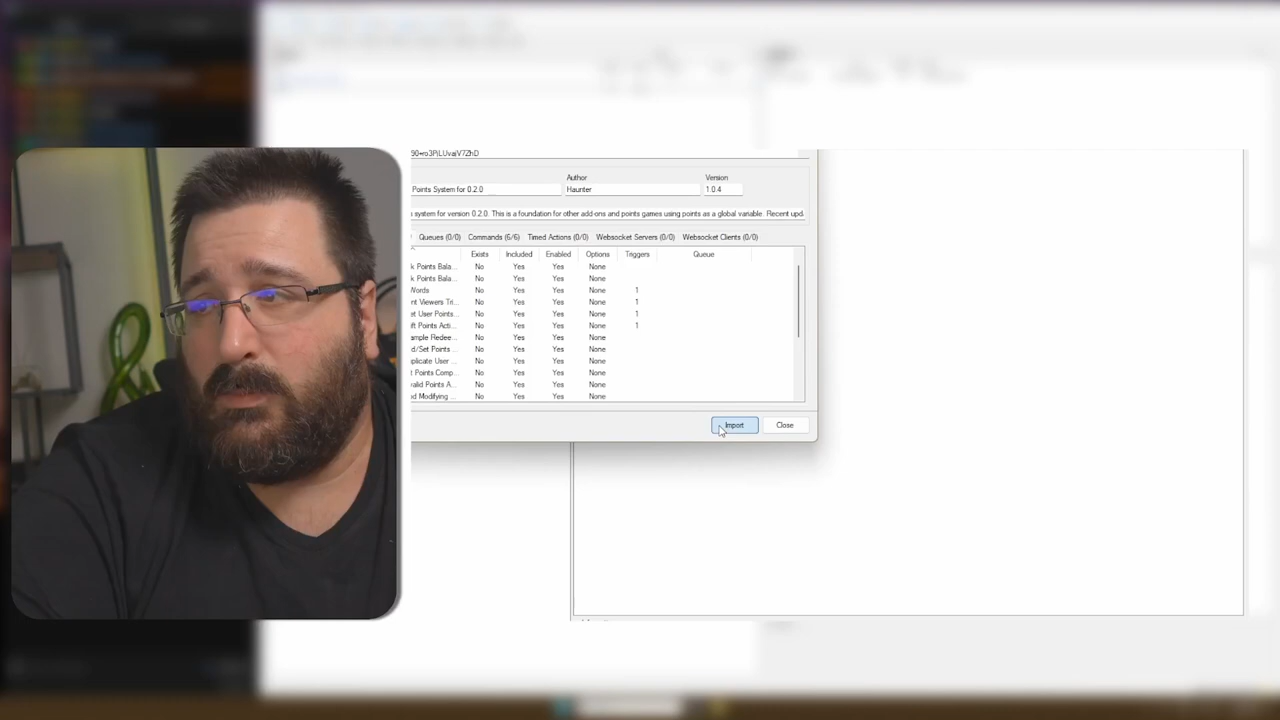 90+ro3PjLUvaiV7ZhD
Author Version
Points System for 0.2.0 Haunter 1.0.4
system for version 0.2.0. This is a foundation for other add-ons and points games using points as a global variable. Recent upd
Queues (0/0) Commands (6/6) Timed Actions (0/0) Websocket Servers (0/0) Websocket Clients (0/0)
Exists Included Enabled Options Triggers Queue
k Points Bala... No Yes Yes None
k Points Bala... No Yes Yes None
Words No Yes Yes None 1
nt Viewers Tri... No Yes Yes None 1
et User Points... No Yes Yes None 1
ift Points Acti... No Yes Yes None 1
ample Redee... No Yes Yes None
d/Set Points... No Yes Yes None
uplicate User ... No Yes Yes None
t Points Comp... No Yes Yes None
valid Points A... No Yes Yes None
nd Modifying ... No Yes Yes None
Import Close